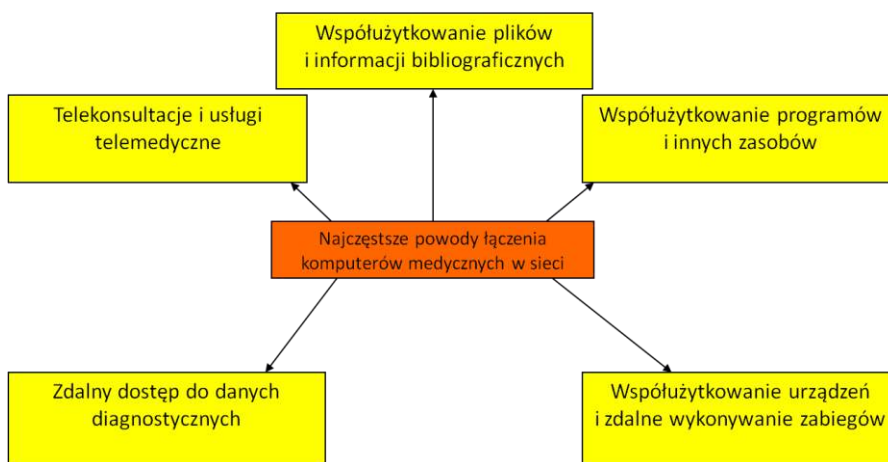 Współużytkowanie plików
i informacji bibliograficznych
Telekonsultacje i usługi
telemedyczne
Współużytkowanie programów
i innych zasobów
Najczęstsze powody łączenia
komputerów medycznych w sieci
Zdalny dostęp do danych
diagnostycznych
Współużytkowanie urządzeń
i zdalne wykonywanie zabiegów